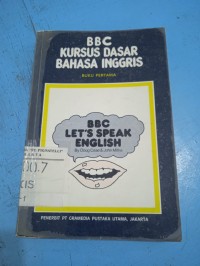 BBC
KURSUS DASAR
BAHASA INGGRIS
BUKU PERTAMA
BBC
LET'S SPEAK
ENGLISH
PENERBIT PT GRAMEDIA PUSTAKA UTAMA, JAKARTA